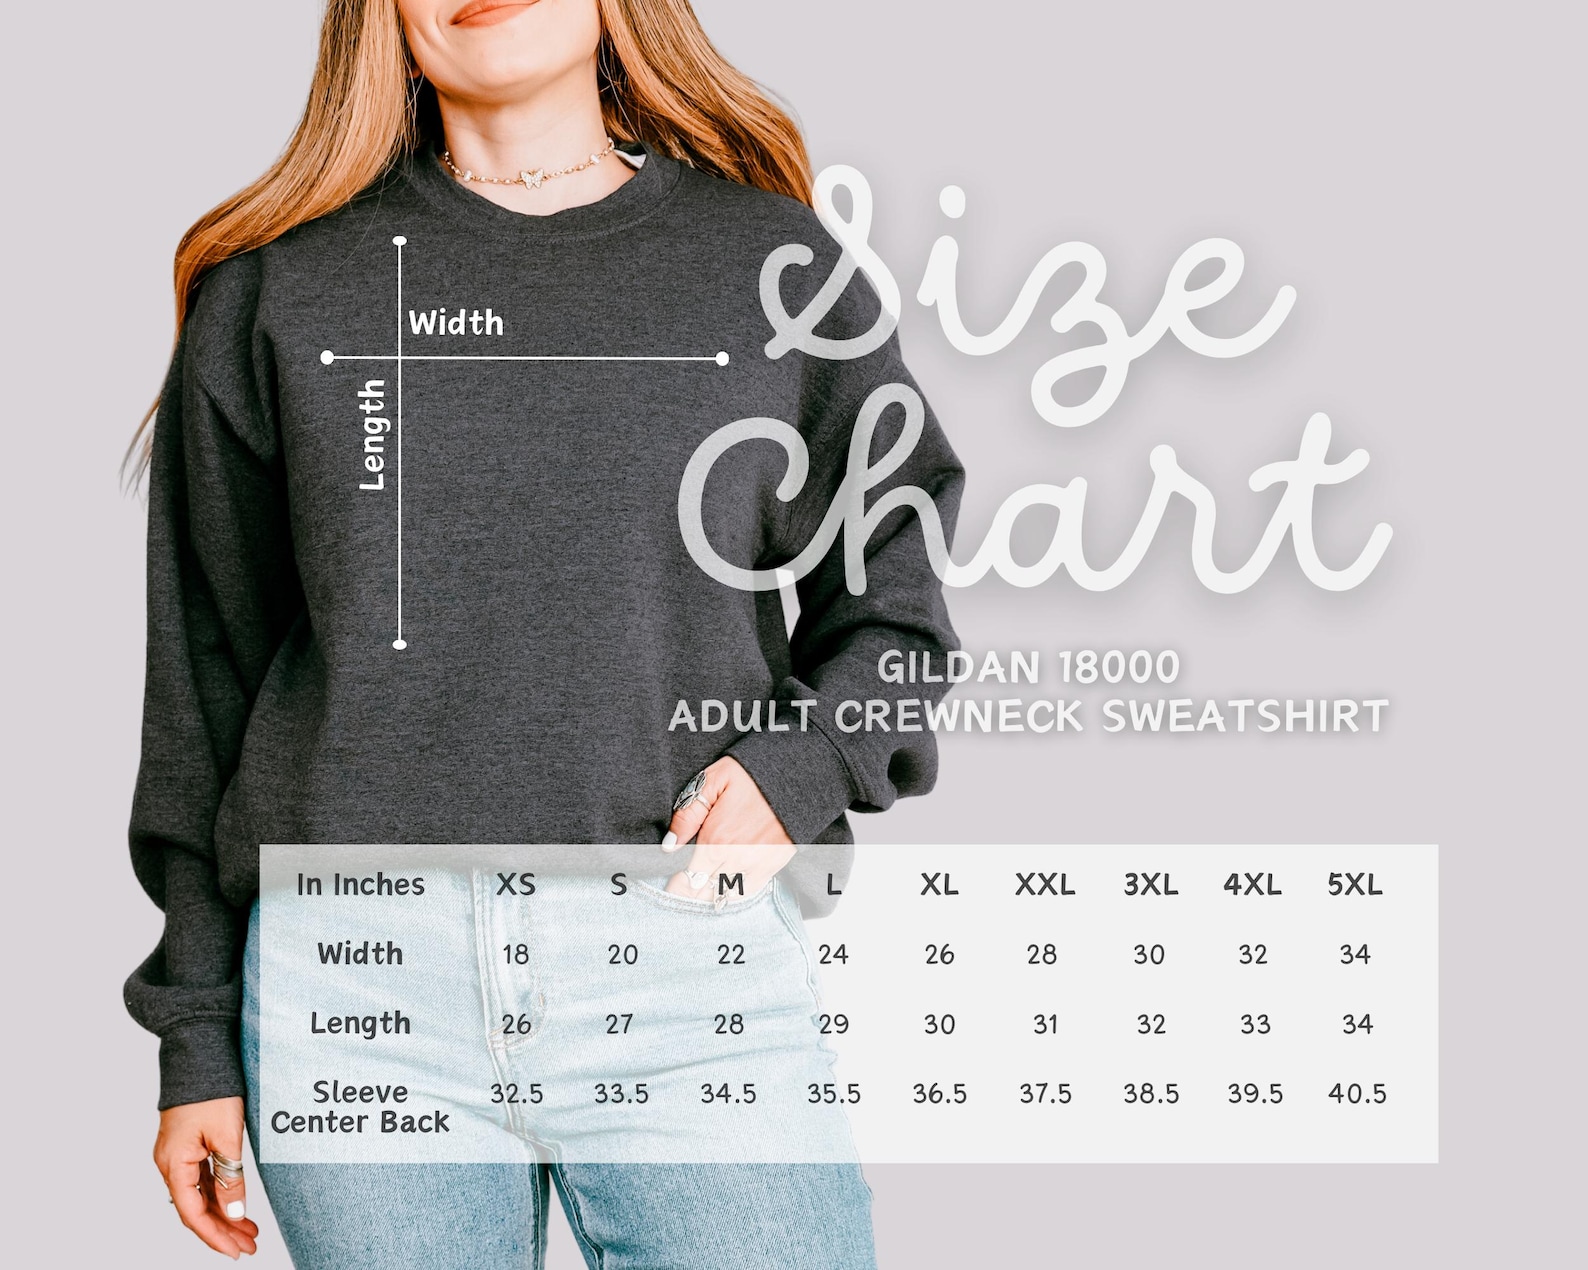 Size
Chart
Width
Length
GILDAN 18000
ADULT CREWNECK SWEATSHIRT
In Inches XS S M L XL XXL 3XL 4XL 5XL
Width 18 20 22 24 26 28 30 32 34
Length 26 27 28 29 30 31 32 33 34
Sleeve
Center Back 32.5 33.5 34.5 35.5 36.5 37.5 38.5 39.5 40.5